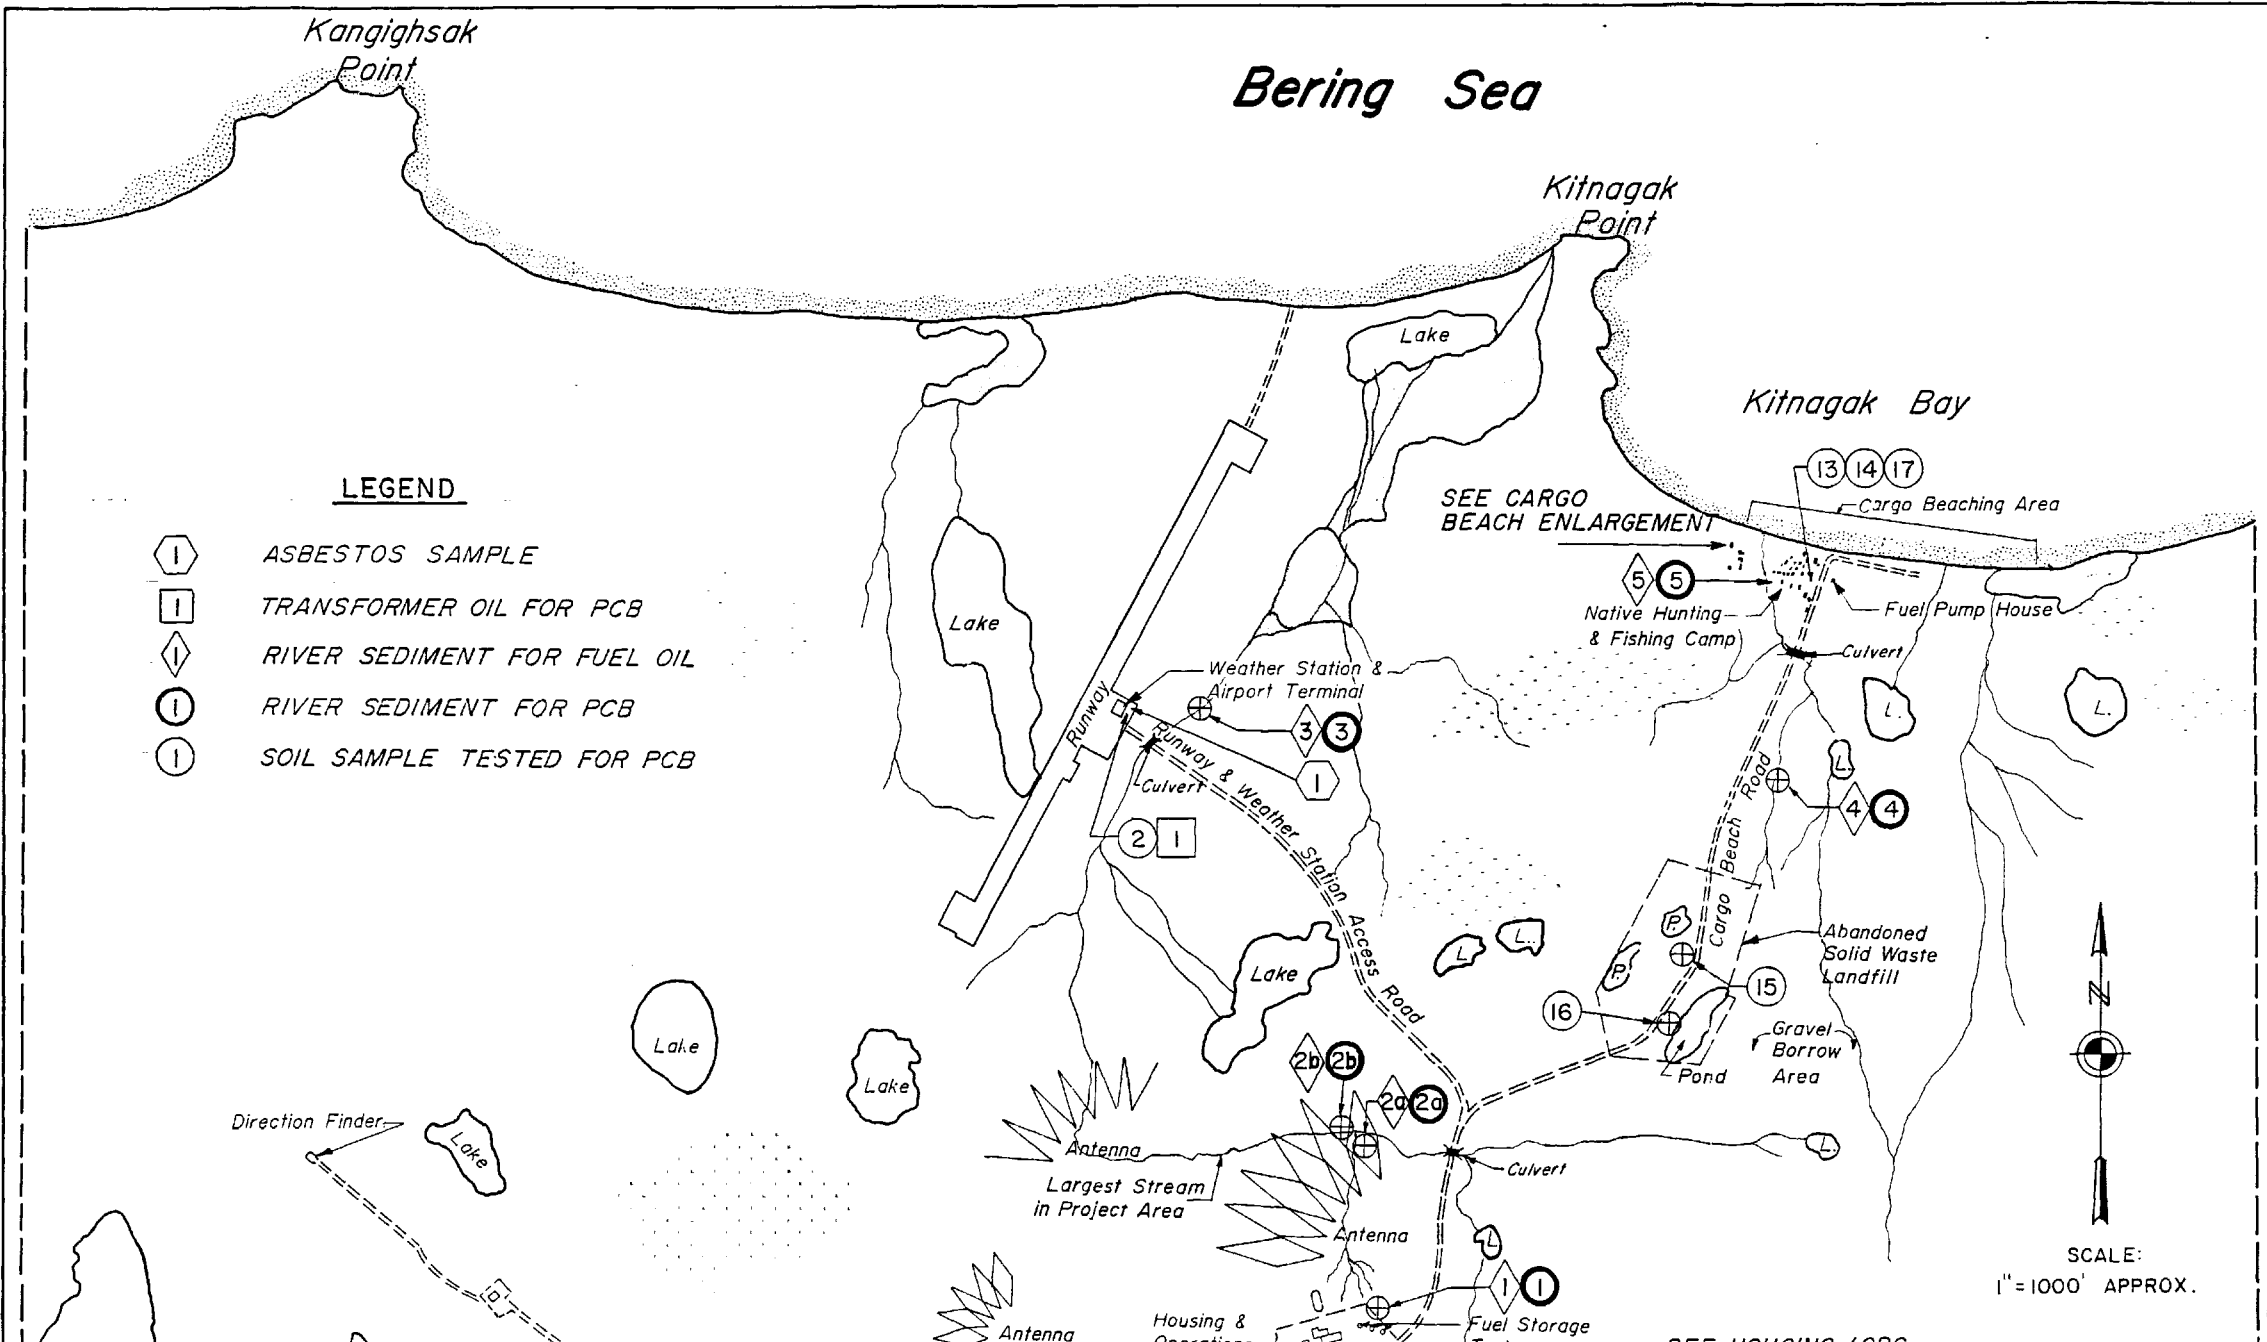 Kangighsak
Point
Bering Sea
Kitnagak
Point
Lake
Kitnagak Bay
13 14 17
Cargo Beaching Area
SEE CARGO
BEACH ENLARGEMENT
LEGEND
1 ASBESTOS SAMPLE
1 TRANSFORMER OIL FOR PCB
1 RIVER SEDIMENT FOR FUEL OIL
1 RIVER SEDIMENT FOR PCB
1 SOIL SAMPLE TESTED FOR PCB
5 5
Native Hunting
& Fishing Camp
Fuel Pump House
Culvert
Lake
Weather Station &
Airport Terminal
Runway
3 3
1
Culvert
Runway & Weather Station Access Road
2 1
L.
L.
L.
Cargo Beach Road
4 4
P.
P.
Abandoned
Solid Waste
Landfill
15
16
Pond
Gravel
Borrow
Area
L.
L.
Lake
Lake
Lake
2b 2b
2a 2a
Direction Finder
Lake
Antenna
Largest Stream
in Project Area
Culvert
L.
Antenna
L
1 1
N
SCALE:
1"=1000' APPROX.
Housing &
Fuel Storage
Antenna